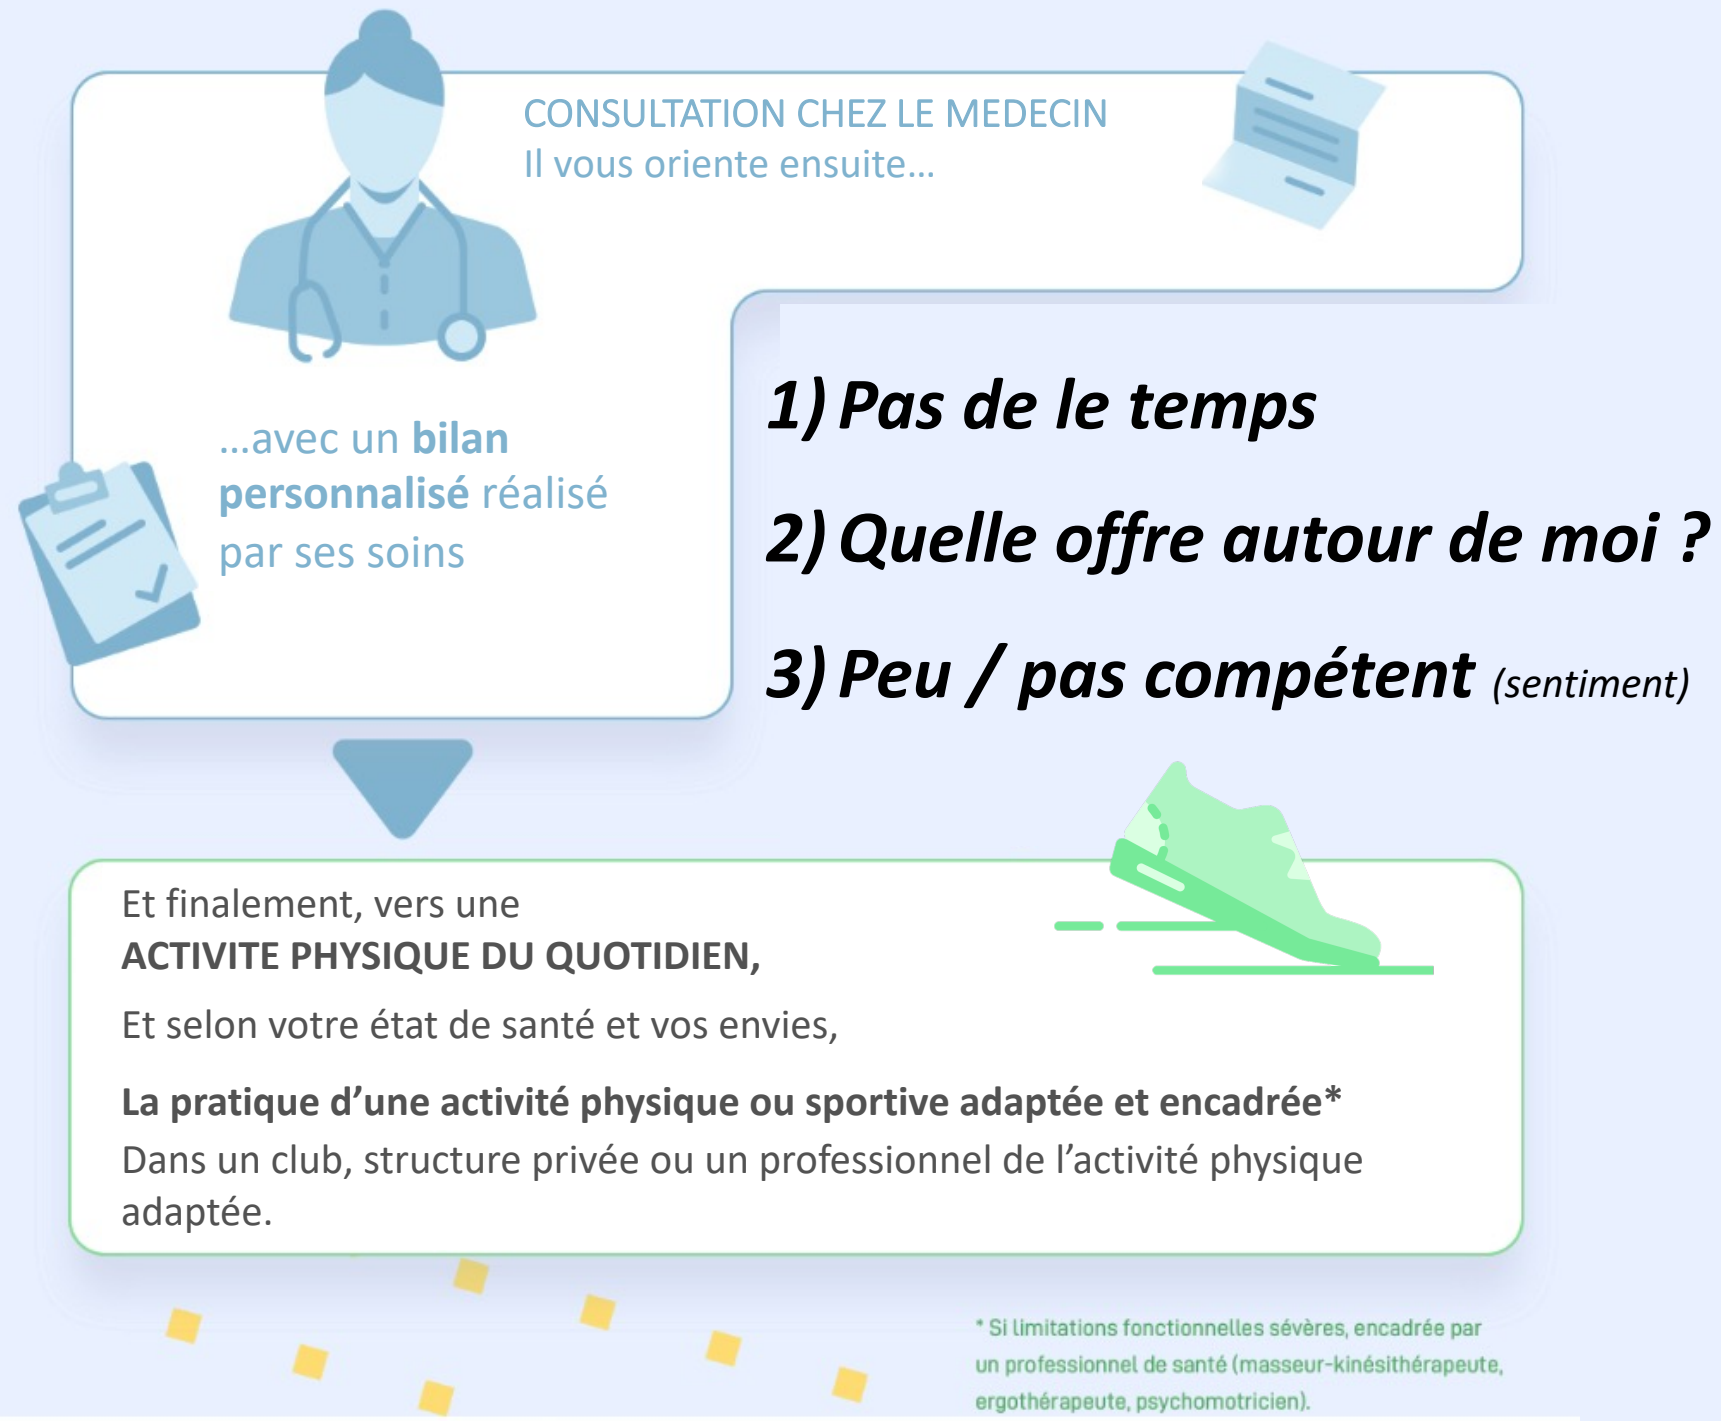 CONSULTATION CHEZ LE MEDECIN
Il vous oriente ensuite…
…avec un bilan
personnalisé réalisé
par ses soins
1) Pas de le temps
2) Quelle offre autour de moi ?
3) Peu / pas compétent (sentiment)
Et finalement, vers une
ACTIVITE PHYSIQUE DU QUOTIDIEN,
Et selon votre état de santé et vos envies,
La pratique d’une activité physique ou sportive adaptée et encadrée*
Dans un club, structure privée ou un professionnel de l’activité physique
adaptée.
* Si limitations fonctionnelles sévères, encadrée par
un professionnel de santé (masseur-kinésithérapeute,
ergothérapeute, psychomotricien).